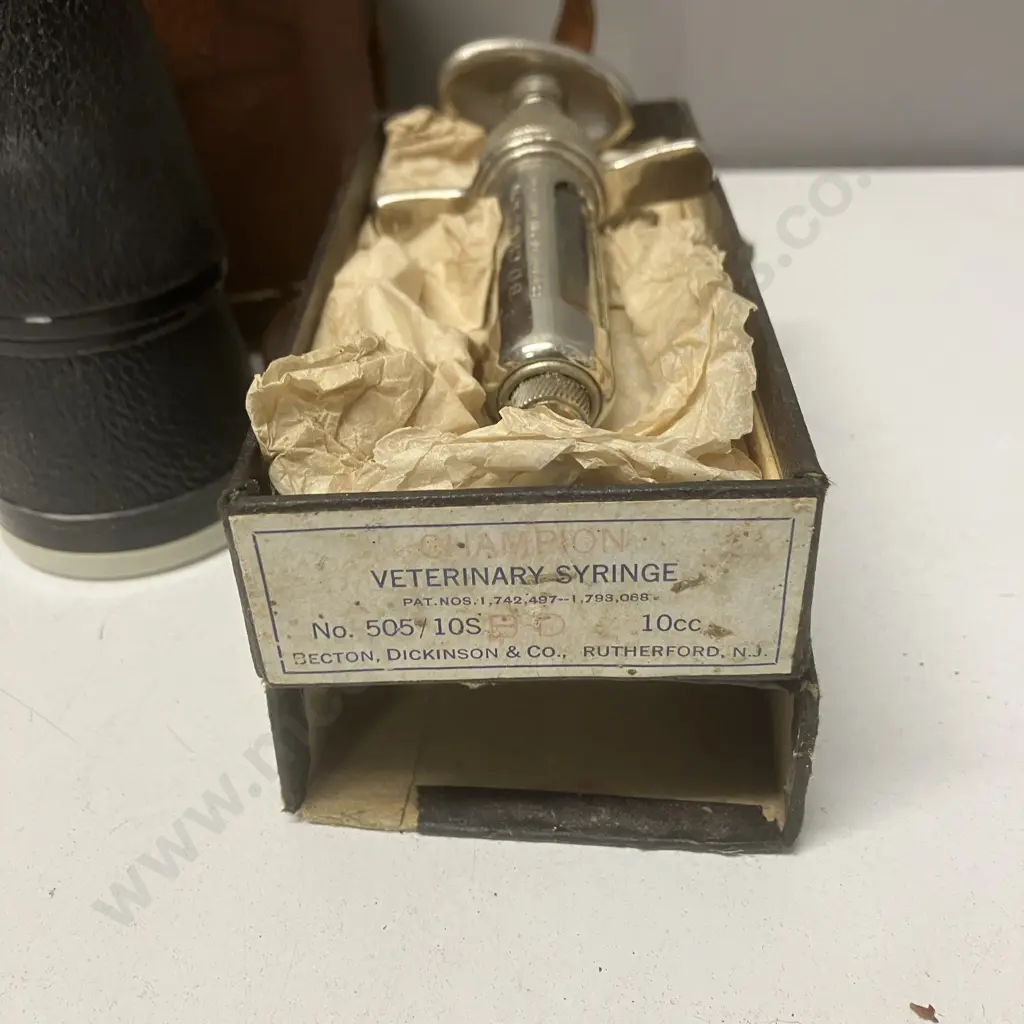 CHAMPION
VETERINARY SYRINGE
PAT. NOS. 1,742,497--1,793,068
No. 505/10S B-D 10cc
BECTON, DICKINSON & CO., RUTHERFORD, N.J.